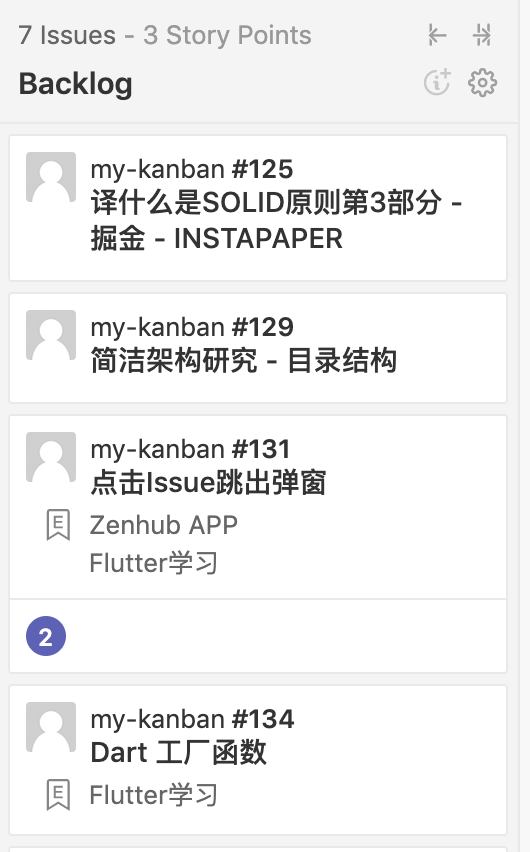 7 Issues - 3 Story Points
Backlog
my-kanban #125
译什么是SOLID原则第3部分 -
掘金 - INSTAPAPER
my-kanban #129
简洁架构研究 - 目录结构
my-kanban #131
点击Issue跳出弹窗
E Zenhub APP
Flutter学习
2
my-kanban #134
Dart 工厂函数
E Flutter学习